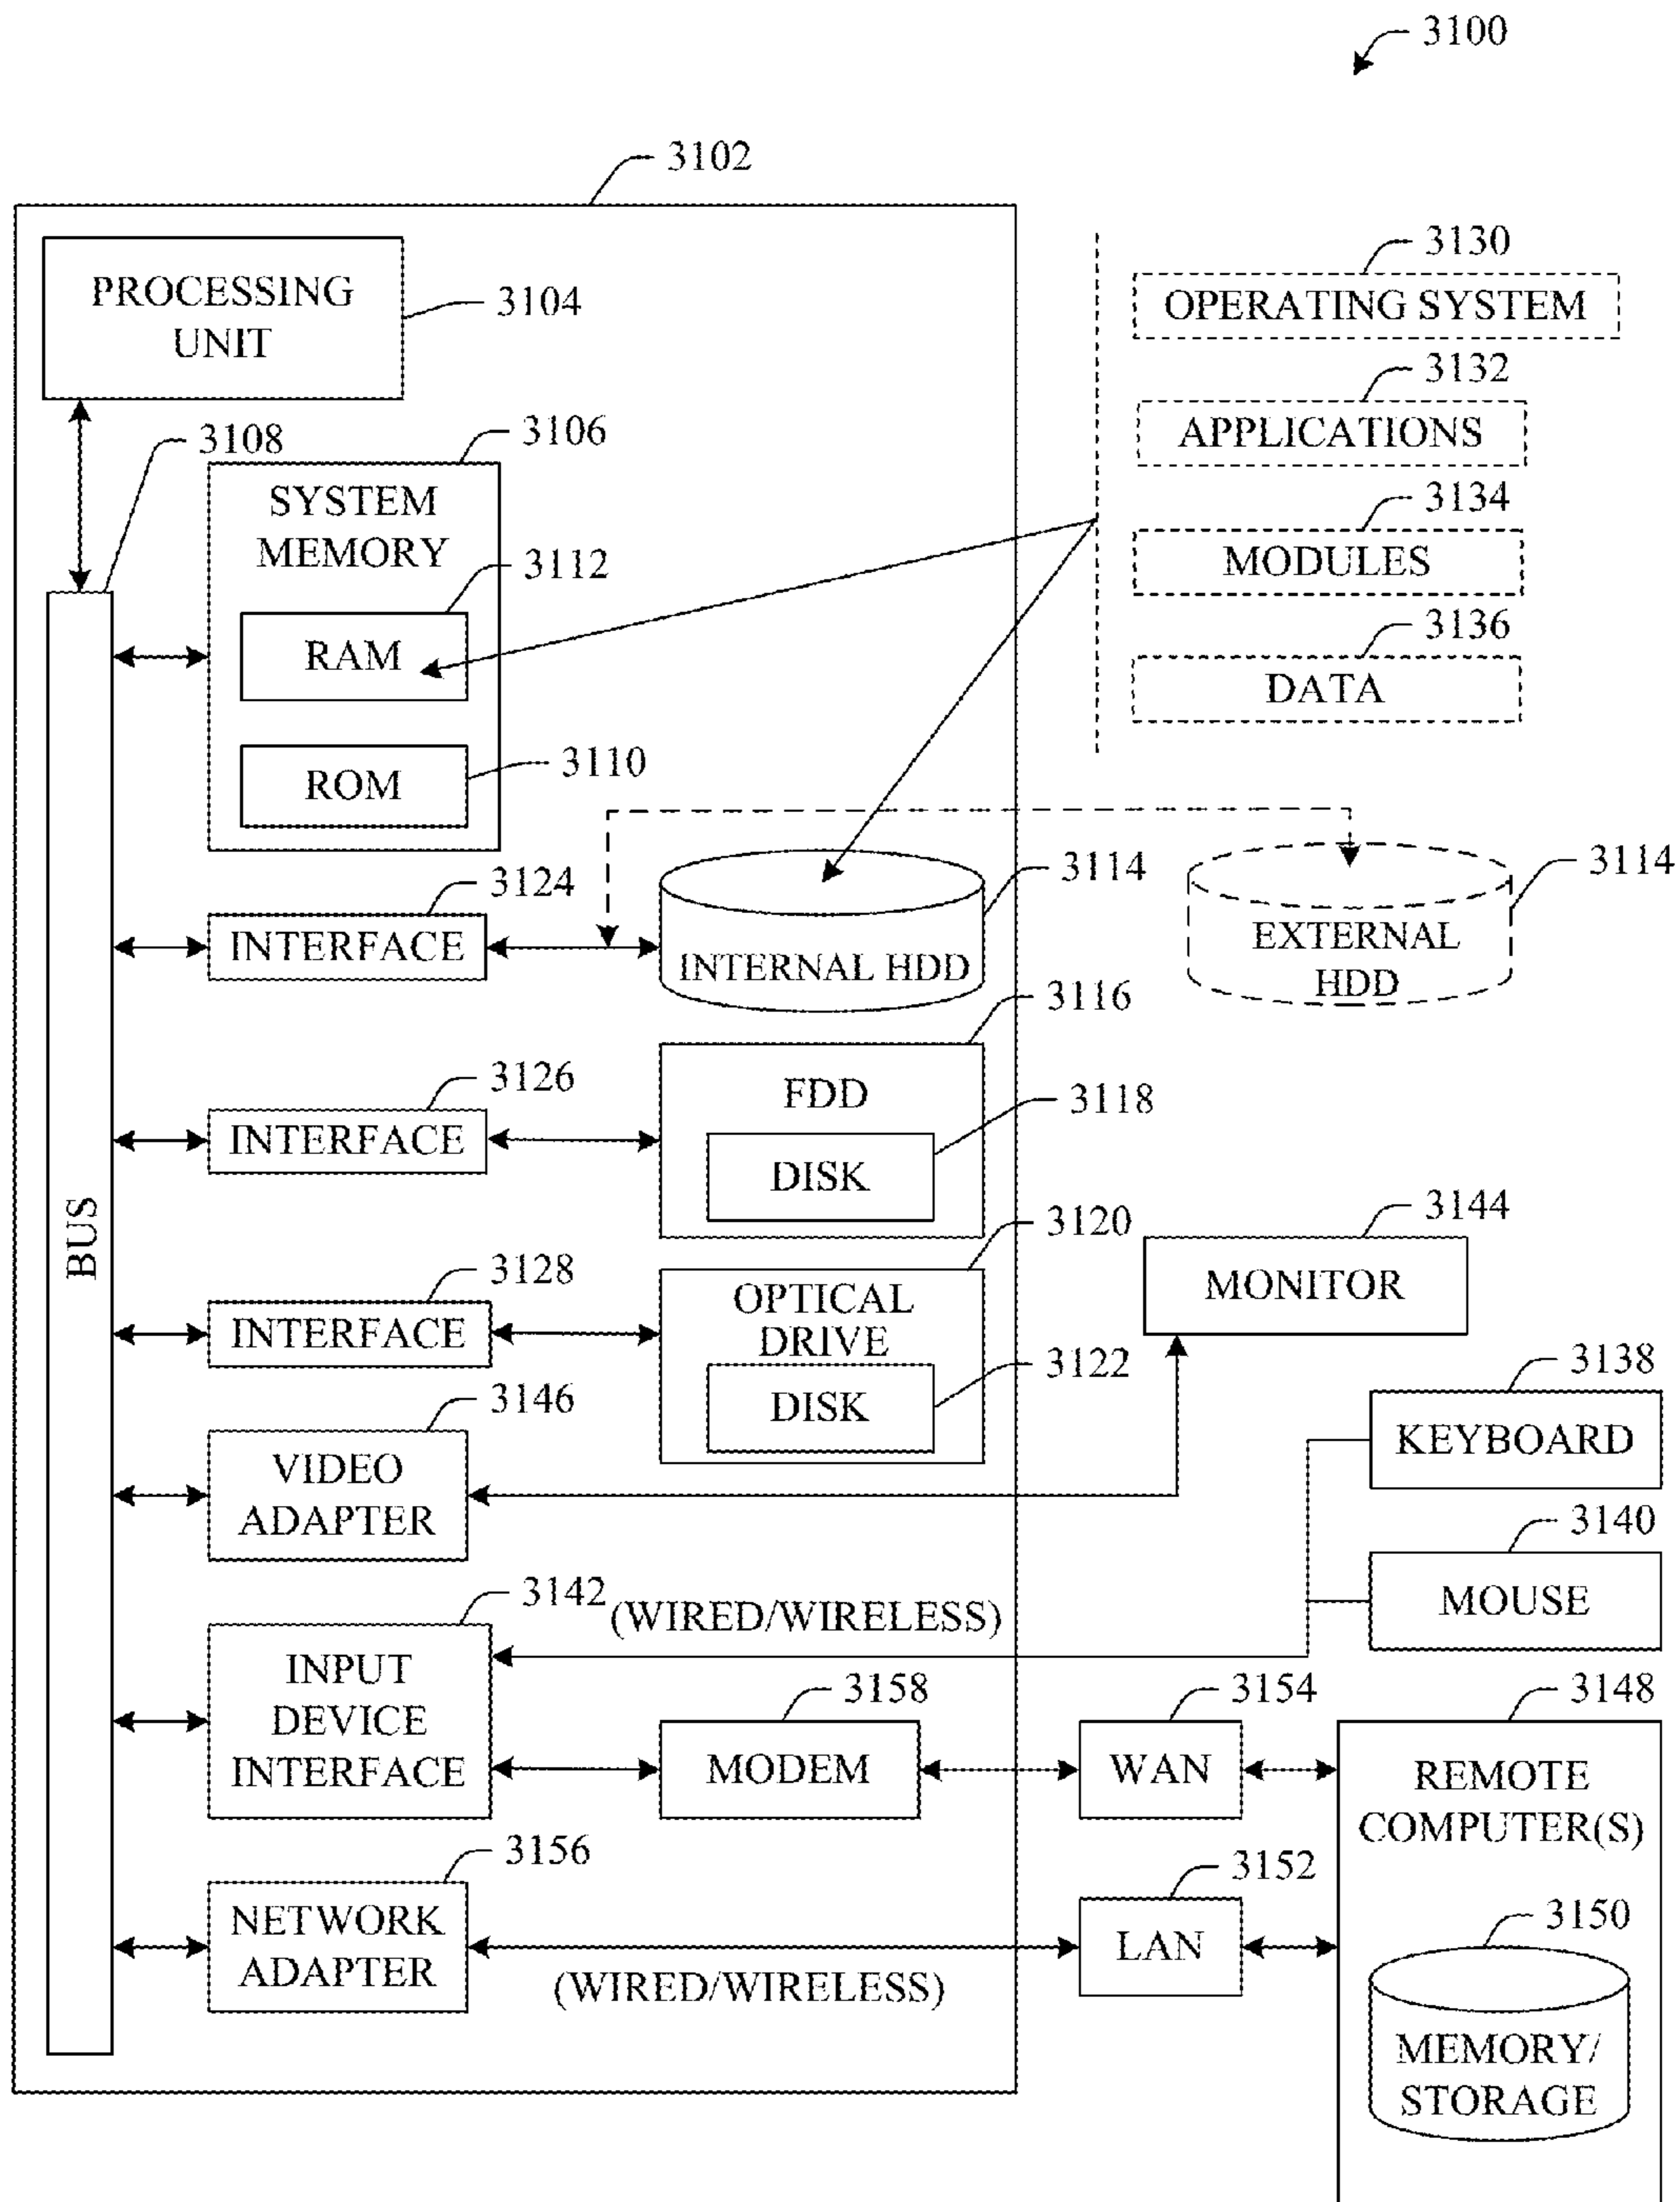 3100
3102
PROCESSING
UNIT
3104
3108
3106
SYSTEM
MEMORY
3112
RAM
ROM
3110
3130
OPERATING SYSTEM
3132
APPLICATIONS
3134
MODULES
3136
DATA
3124
INTERFACE
3114
INTERNAL HDD
3114
EXTERNAL
HDD
3126
INTERFACE
3116
FDD
3118
DISK
BUS
3128
INTERFACE
3120
OPTICAL
DRIVE
3122
DISK
3144
MONITOR
3146
VIDEO
ADAPTER
3138
KEYBOARD
3140
MOUSE
3142
(WIRED/WIRELESS)
INPUT
DEVICE
INTERFACE
3158
MODEM
3154
WAN
3148
REMOTE
COMPUTER(S)
3156
NETWORK
ADAPTER
(WIRED/WIRELESS)
3152
LAN
3150
MEMORY/
STORAGE